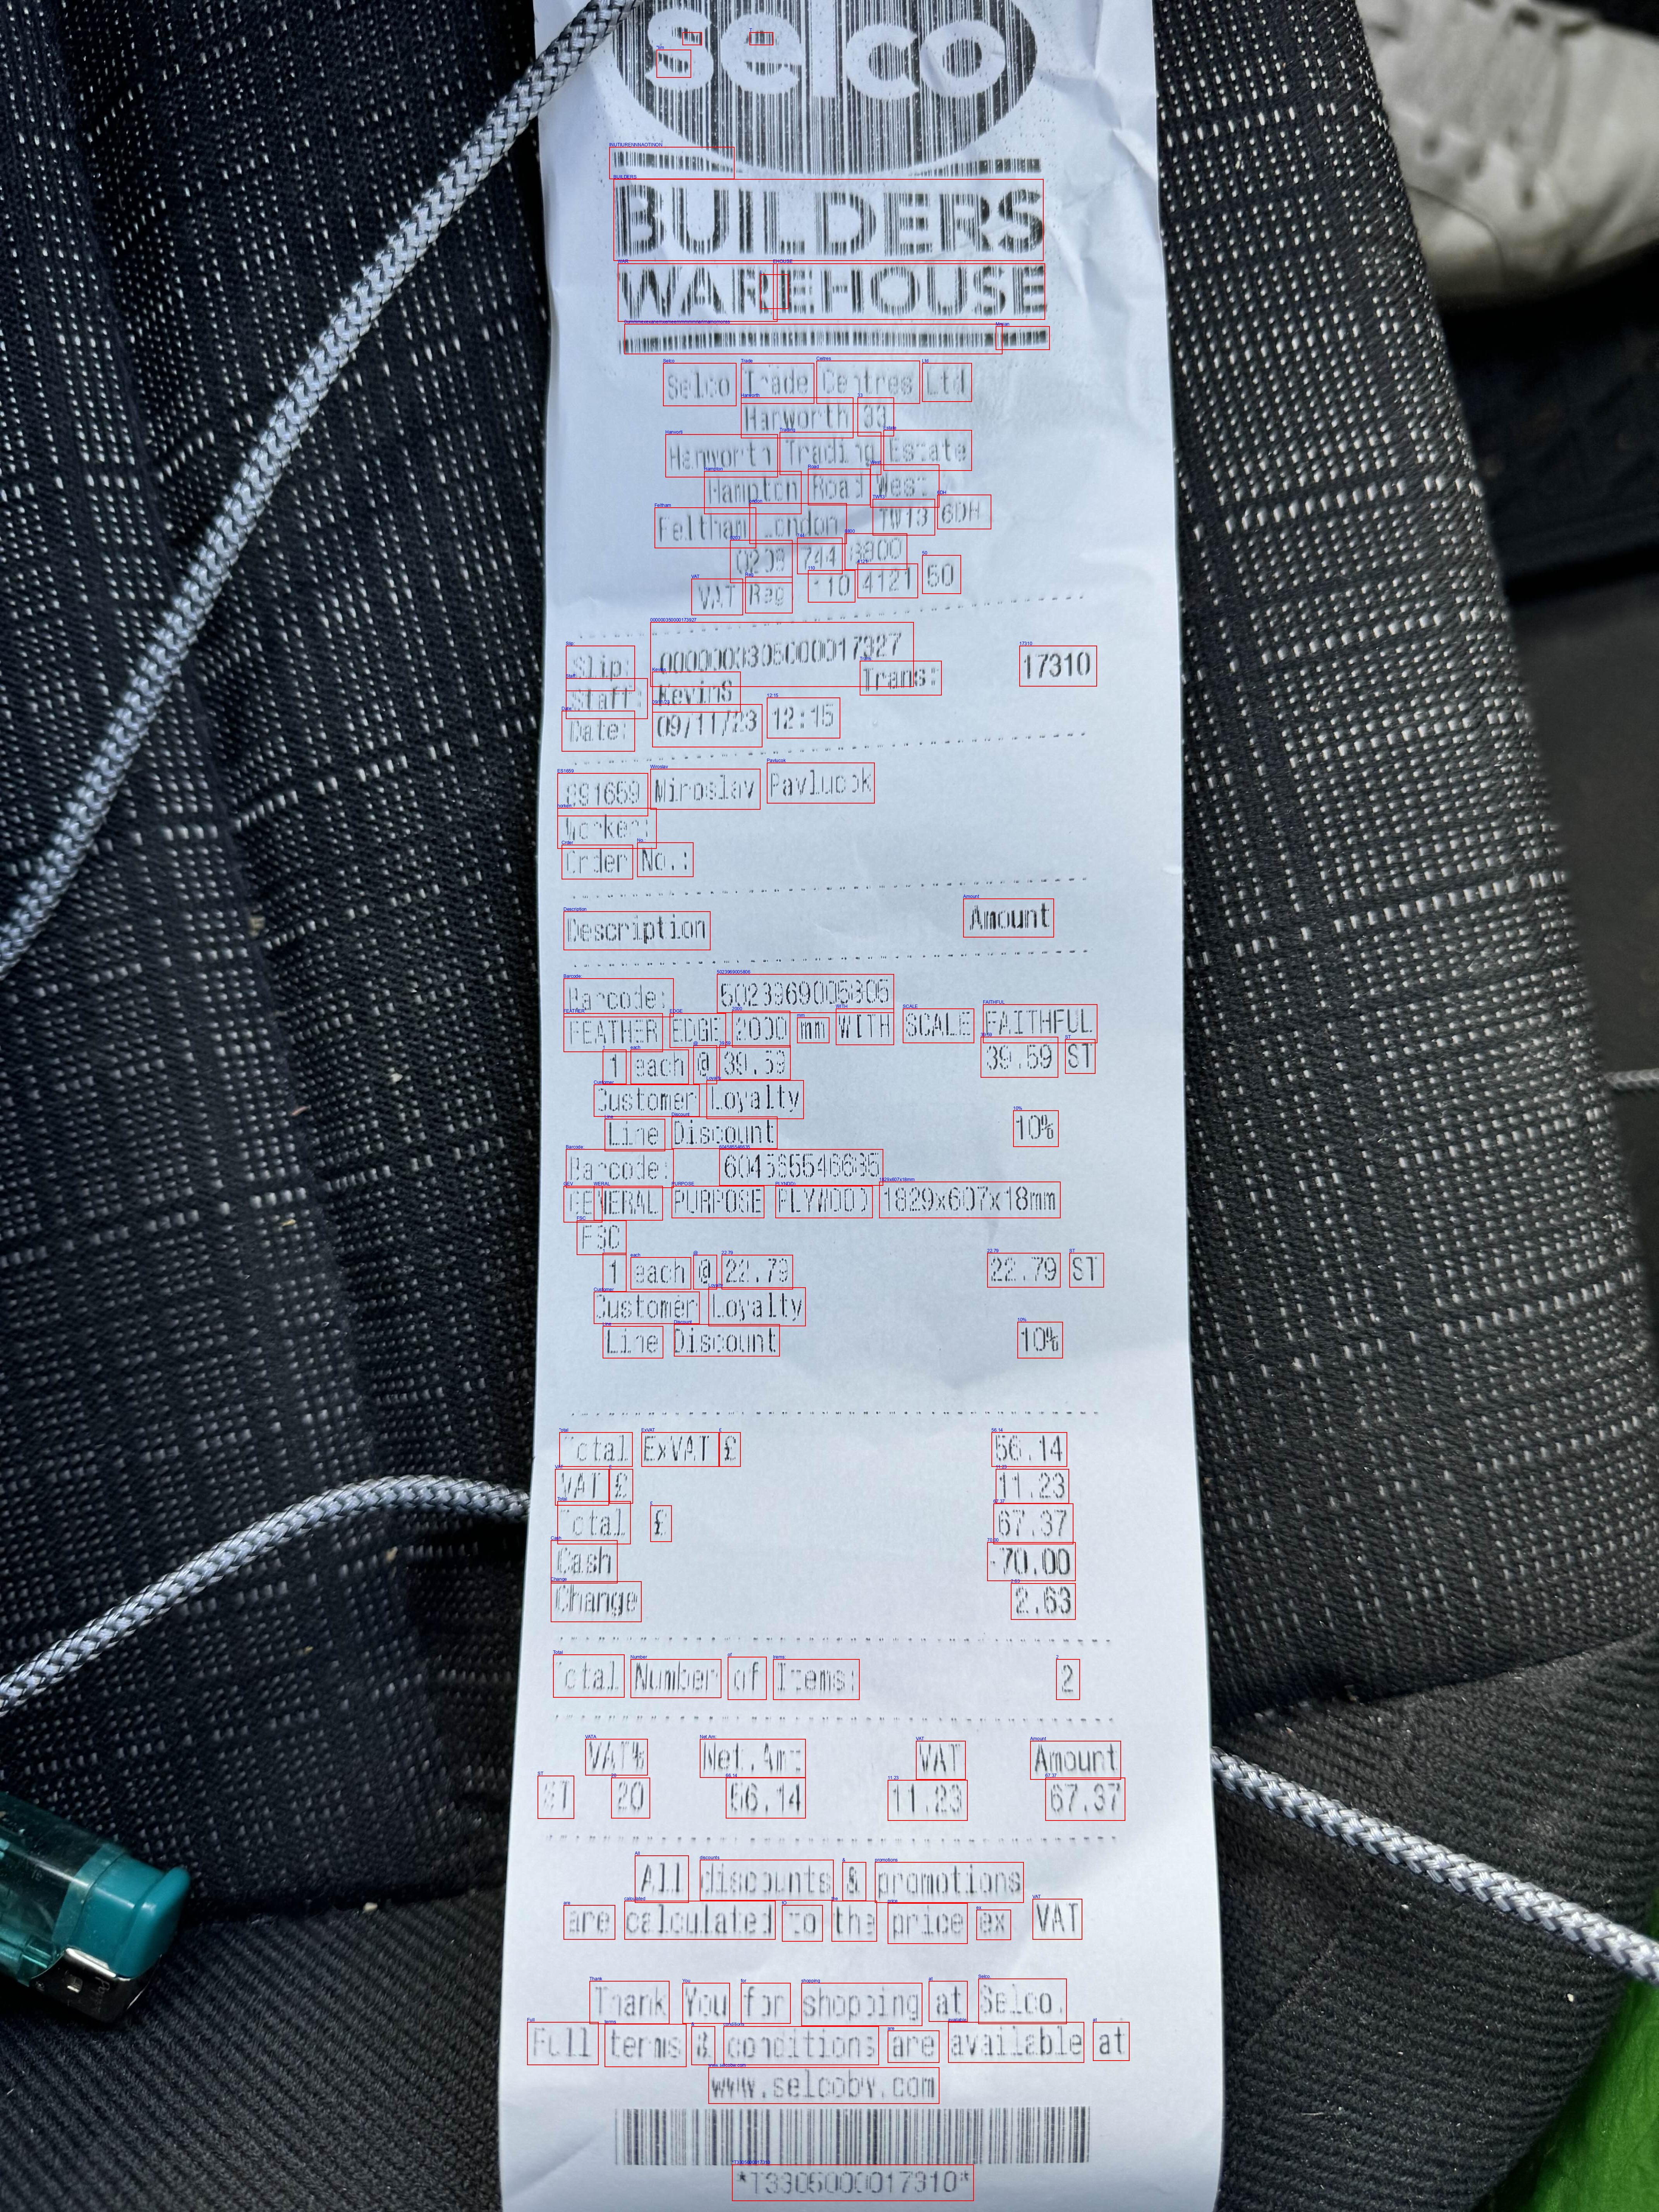 selco
BUILDERS
WAREHOUSE
Selco Trade Centres Ltd
Hanworth 33
Hanworth Trading Estate
Hampton Road West
Feltham London TW13 6DH
744
VAT Reg 110 4121 50
Slip:
Staff: KevinS Trans: 17310
Date: 09/11/23 12:15
Miroslav Pavlucok
Worker:
Order No.:
Description Amount
Barcode:
FEATHER EDGE 2000 mm WITH SCALE FAITHFUL
1 each @ 39.59 39.59 ST
Customer Loyalty
Line Discount 10%
Barcode:
GENERAL PURPOSE PLYWOOD 1829x607x18mm
FSC
1 each @ 22.79 22.79 ST
Customer Loyalty
Line Discount 10%
Total ExVAT £ 56.14
VAT £ 11.23
Total £ 67.37
Cash -70.00
Change 2.63
Total Number of Items: 2
VAT% Net.Amt VAT Amount
ST 20 56.14 11.23 67.37
All discounts & promotions
are calculated to the price ex VAT
Thank You for shopping at Selco.
Full terms & conditions are available at
www.selcobw.com
*T3305000017310*